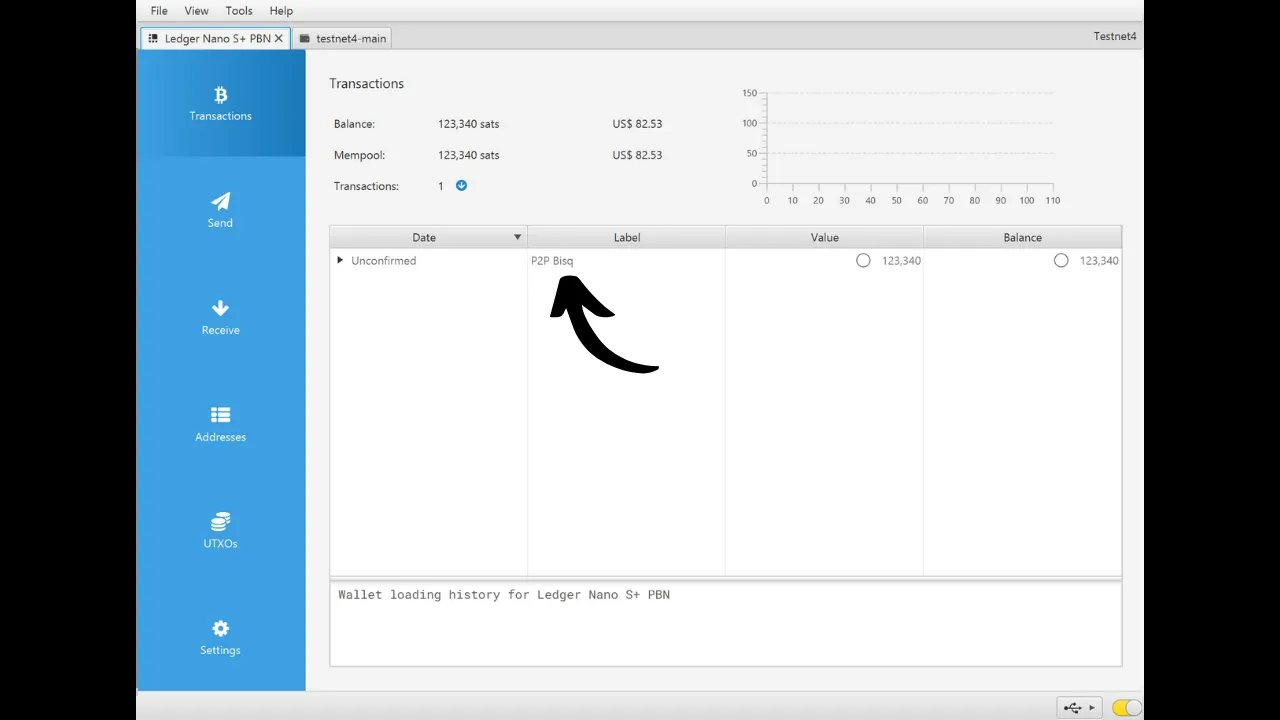 File View Tools Help
Ledger Nano S+ PBN testnet4-main Testnet4
Transactions
Send
Receive
Addresses
UTXOs
Settings
Transactions
Balance: 123,340 sats US$ 82.53
Mempool: 123,340 sats US$ 82.53
Transactions: 1
150
100
50
0
0 10 20 30 40 50 60 70 80 90 100 110
Date Label Value Balance
Unconfirmed P2P Bisq 123,340 123,340
Wallet loading history for Ledger Nano S+ PBN